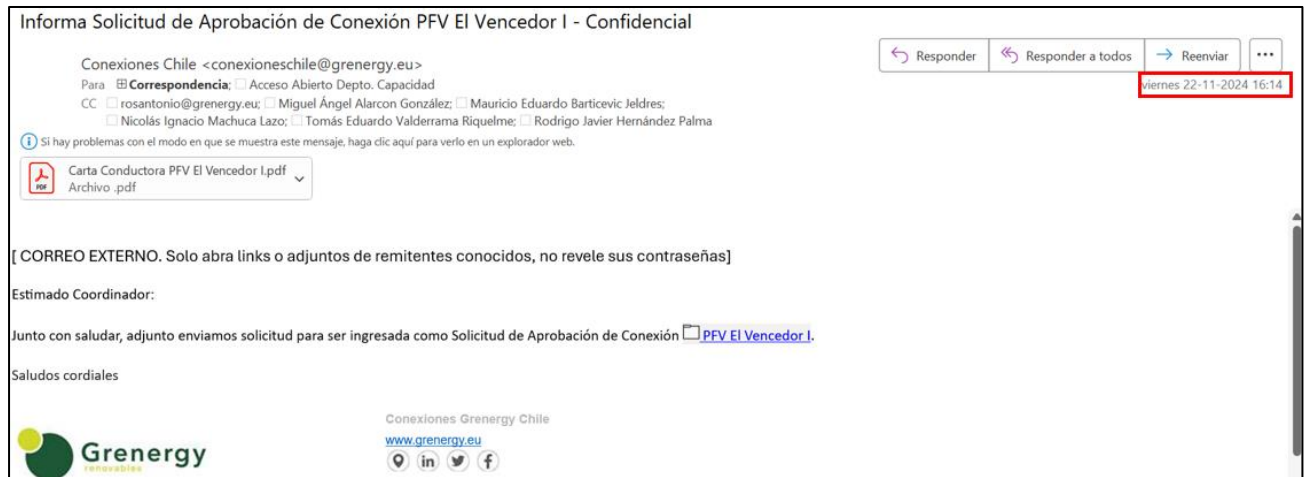 Informa Solicitud de Aprobación de Conexión PFV El Vencedor I - Confidencial
Conexiones Chile <conexioneschile@grenergy.eu>
Responder
Responder a todos
Reenviar
Para Correspondencia; Acceso Abierto Depto. Capacidad
viernes 22-11-2024 16:14
CC rosantonio@grenergy.eu; Miguel Ángel Alarcon González; Mauricio Eduardo Barticevic Jeldres;
Nicolás Ignacio Machuca Lazo; Tomás Eduardo Valderrama Riquelme; Rodrigo Javier Hernández Palma
Si hay problemas con el modo en que se muestra este mensaje, haga clic aquí para verlo en un explorador web.
PDF
Carta Conductora PFV El Vencedor I.pdf
Archivo .pdf
[ CORREO EXTERNO. Solo abra links o adjuntos de remitentes conocidos, no revele sus contraseñas]
Estimado Coordinador:
Junto con saludar, adjunto enviamos solicitud para ser ingresada como Solicitud de Aprobación de Conexión PFV El Vencedor I.
Saludos cordiales
Conexiones Grenergy Chile
www.grenergy.eu
Grenergy
renovables